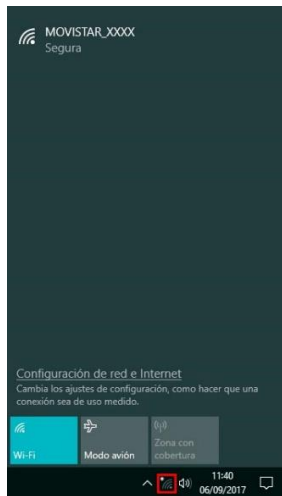 MOVISTAR_XXXX
Segura
Configuración de red e Internet
Cambia los ajustes de configuración, como hacer que una
conexión sea de uso medido.
Wi-Fi
Modo avión
Zona con
cobertura
11:40
06/09/2017